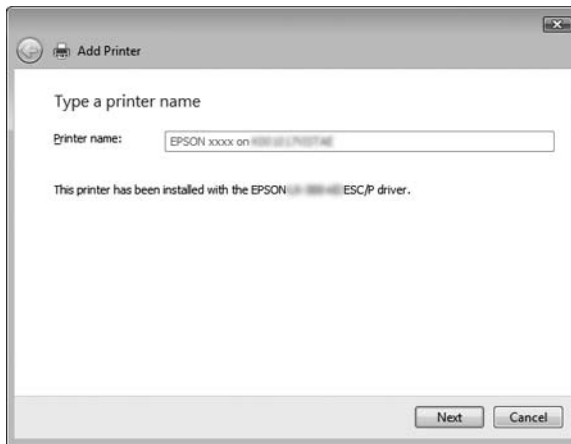 Add Printer
Type a printer name
Printer name:
EPSON xxxx on
This printer has been installed with the EPSON ESC/P driver.
Next
Cancel